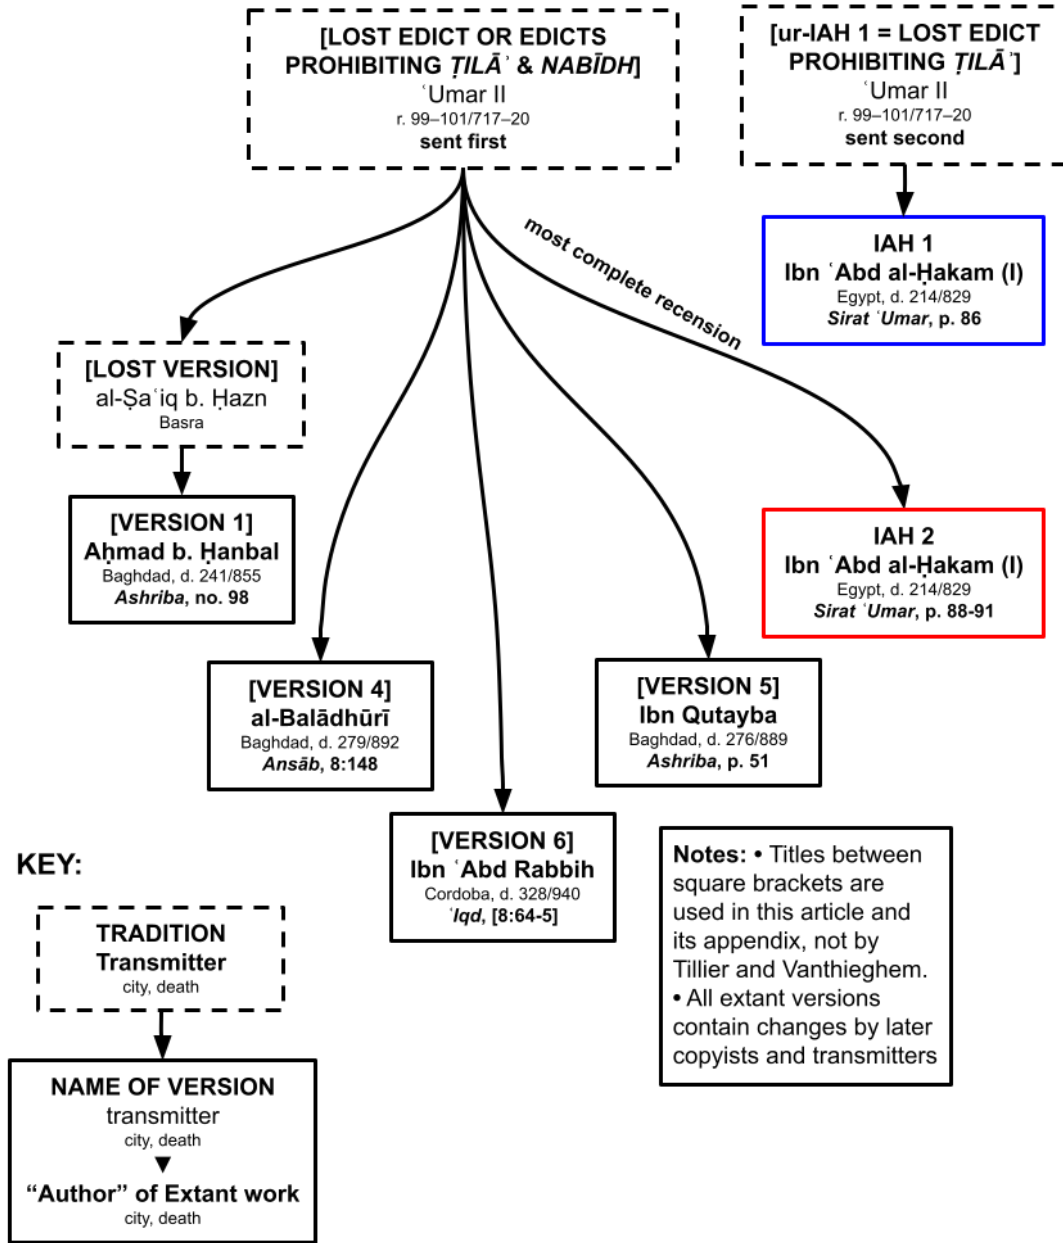 [LOST EDICT OR EDICTS
PROHIBITING ṬILĀʾ & NABĪDH]
ʿUmar II
r. 99–101/717–20
sent first
[ur-IAH 1 = LOST EDICT
PROHIBITING ṬILĀʾ]
ʿUmar II
r. 99–101/717–20
sent second
most complete recension
IAH 1
Ibn ʿAbd al-Ḥakam (I)
Egypt, d. 214/829
Sirat ʿUmar, p. 86
[LOST VERSION]
al-Ṣaʿiq b. Ḥazn
Basra
[VERSION 1]
Aḥmad b. Ḥanbal
Baghdad, d. 241/855
Ashriba, no. 98
IAH 2
Ibn ʿAbd al-Ḥakam (I)
Egypt, d. 214/829
Sirat ʿUmar, p. 88-91
[VERSION 4]
al-Balādhūrī
Baghdad, d. 279/892
Ansāb, 8:148
[VERSION 5]
Ibn Qutayba
Baghdad, d. 276/889
Ashriba, p. 51
[VERSION 6]
Ibn ʿAbd Rabbih
Cordoba, d. 328/940
ʿIqd, [8:64-5]
Notes: • Titles between
square brackets are
used in this article and
its appendix, not by
Tillier and Vanthieghem.
• All extant versions
contain changes by later
copyists and transmitters
KEY:
TRADITION
Transmitter
city, death
NAME OF VERSION
transmitter
city, death
“Author” of Extant work
city, death